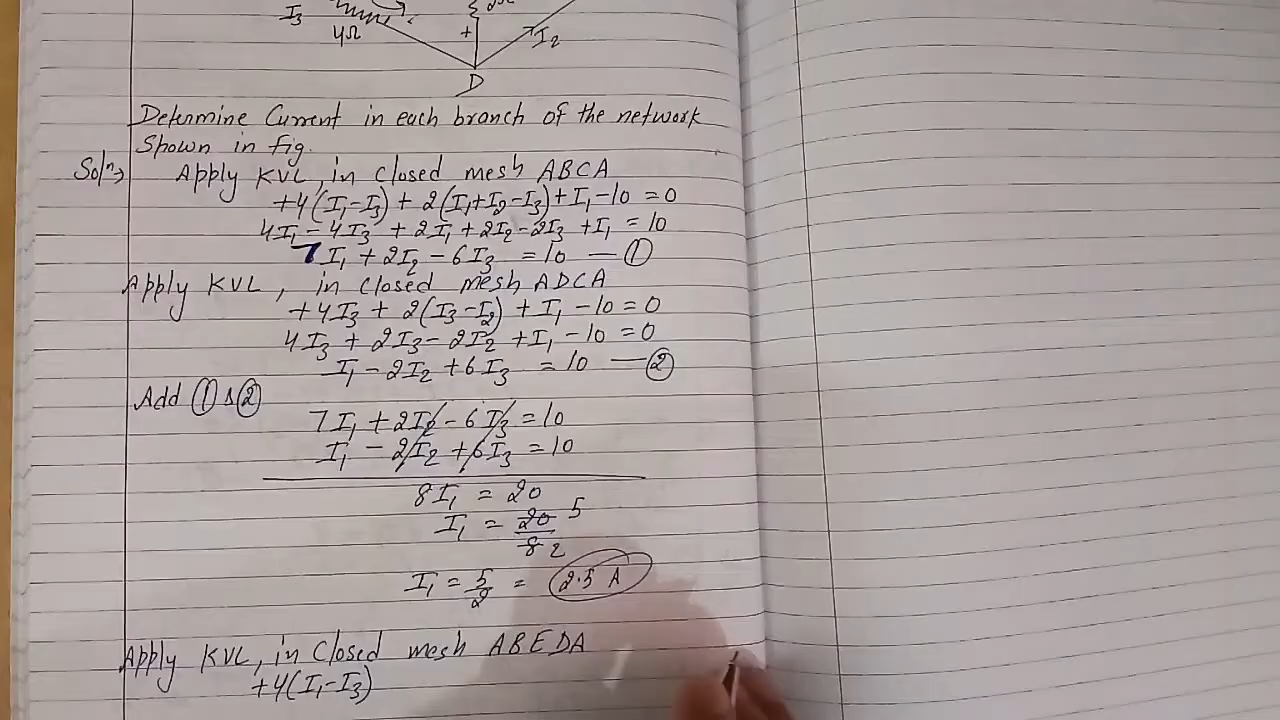 I₃
4Ω
+
I₂
D
Determine Current in each branch of the network
Shown in fig.
Solⁿ→ Apply KVL, in Closed mesh ABCA
+4(I₁-I₃) + 2(I₁+I₂-I₃)+I₁-10 =0
4I₁-4I₃ + 2I₁+2I₂-2I₃ +I₁ = 10
7I₁ + 2I₂ - 6I₃ = 10 — ①
Apply KVL, in Closed mesh ADCA
+4I₃ + 2(I₃-I₂) + I₁ - 10 =0
4I₃ + 2I₃-2I₂ +I₁ -10 =0
I₁ - 2I₂ +6I₃ = 10 — ②
Add ① & ②
7I₁ + 2I₂ - 6I₃ = 10
I₁ - 2I₂ + 6I₃ = 10
8I₁ = 20
I₁ = 20/8 5 2
I₁ = 5/2 = 2.5 A
Apply KVL, in Closed mesh ABEDA
+4(I₁-I₃)